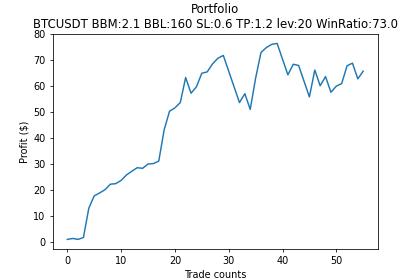 Portfolio
BTCUSDT BBM:2.1 BBL:160 SL:0.6 TP:1.2 lev:20 WinRatio:73.0
80
70
60
50
40
30
20
10
0
Profit ($)
0 10 20 30 40 50
Trade counts